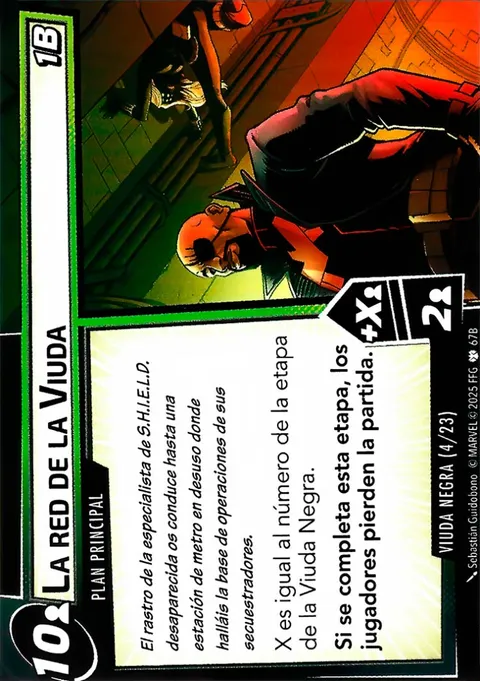 10
LA RED DE LA VIUDA
1B
PLAN PRINCIPAL
El rastro de la especialista de S.H.I.E.L.D.
desaparecida os conduce hasta una
estación de metro en desuso donde
halláis la base de operaciones de sus
secuestradores.
X es igual al número de la etapa
de la Viuda Negra.
Si se completa esta etapa, los
jugadores pierden la partida.
+X
2
VIUDA NEGRA (4/23)
Sebastián Guidobono © MARVEL © 2025 FFG 67B